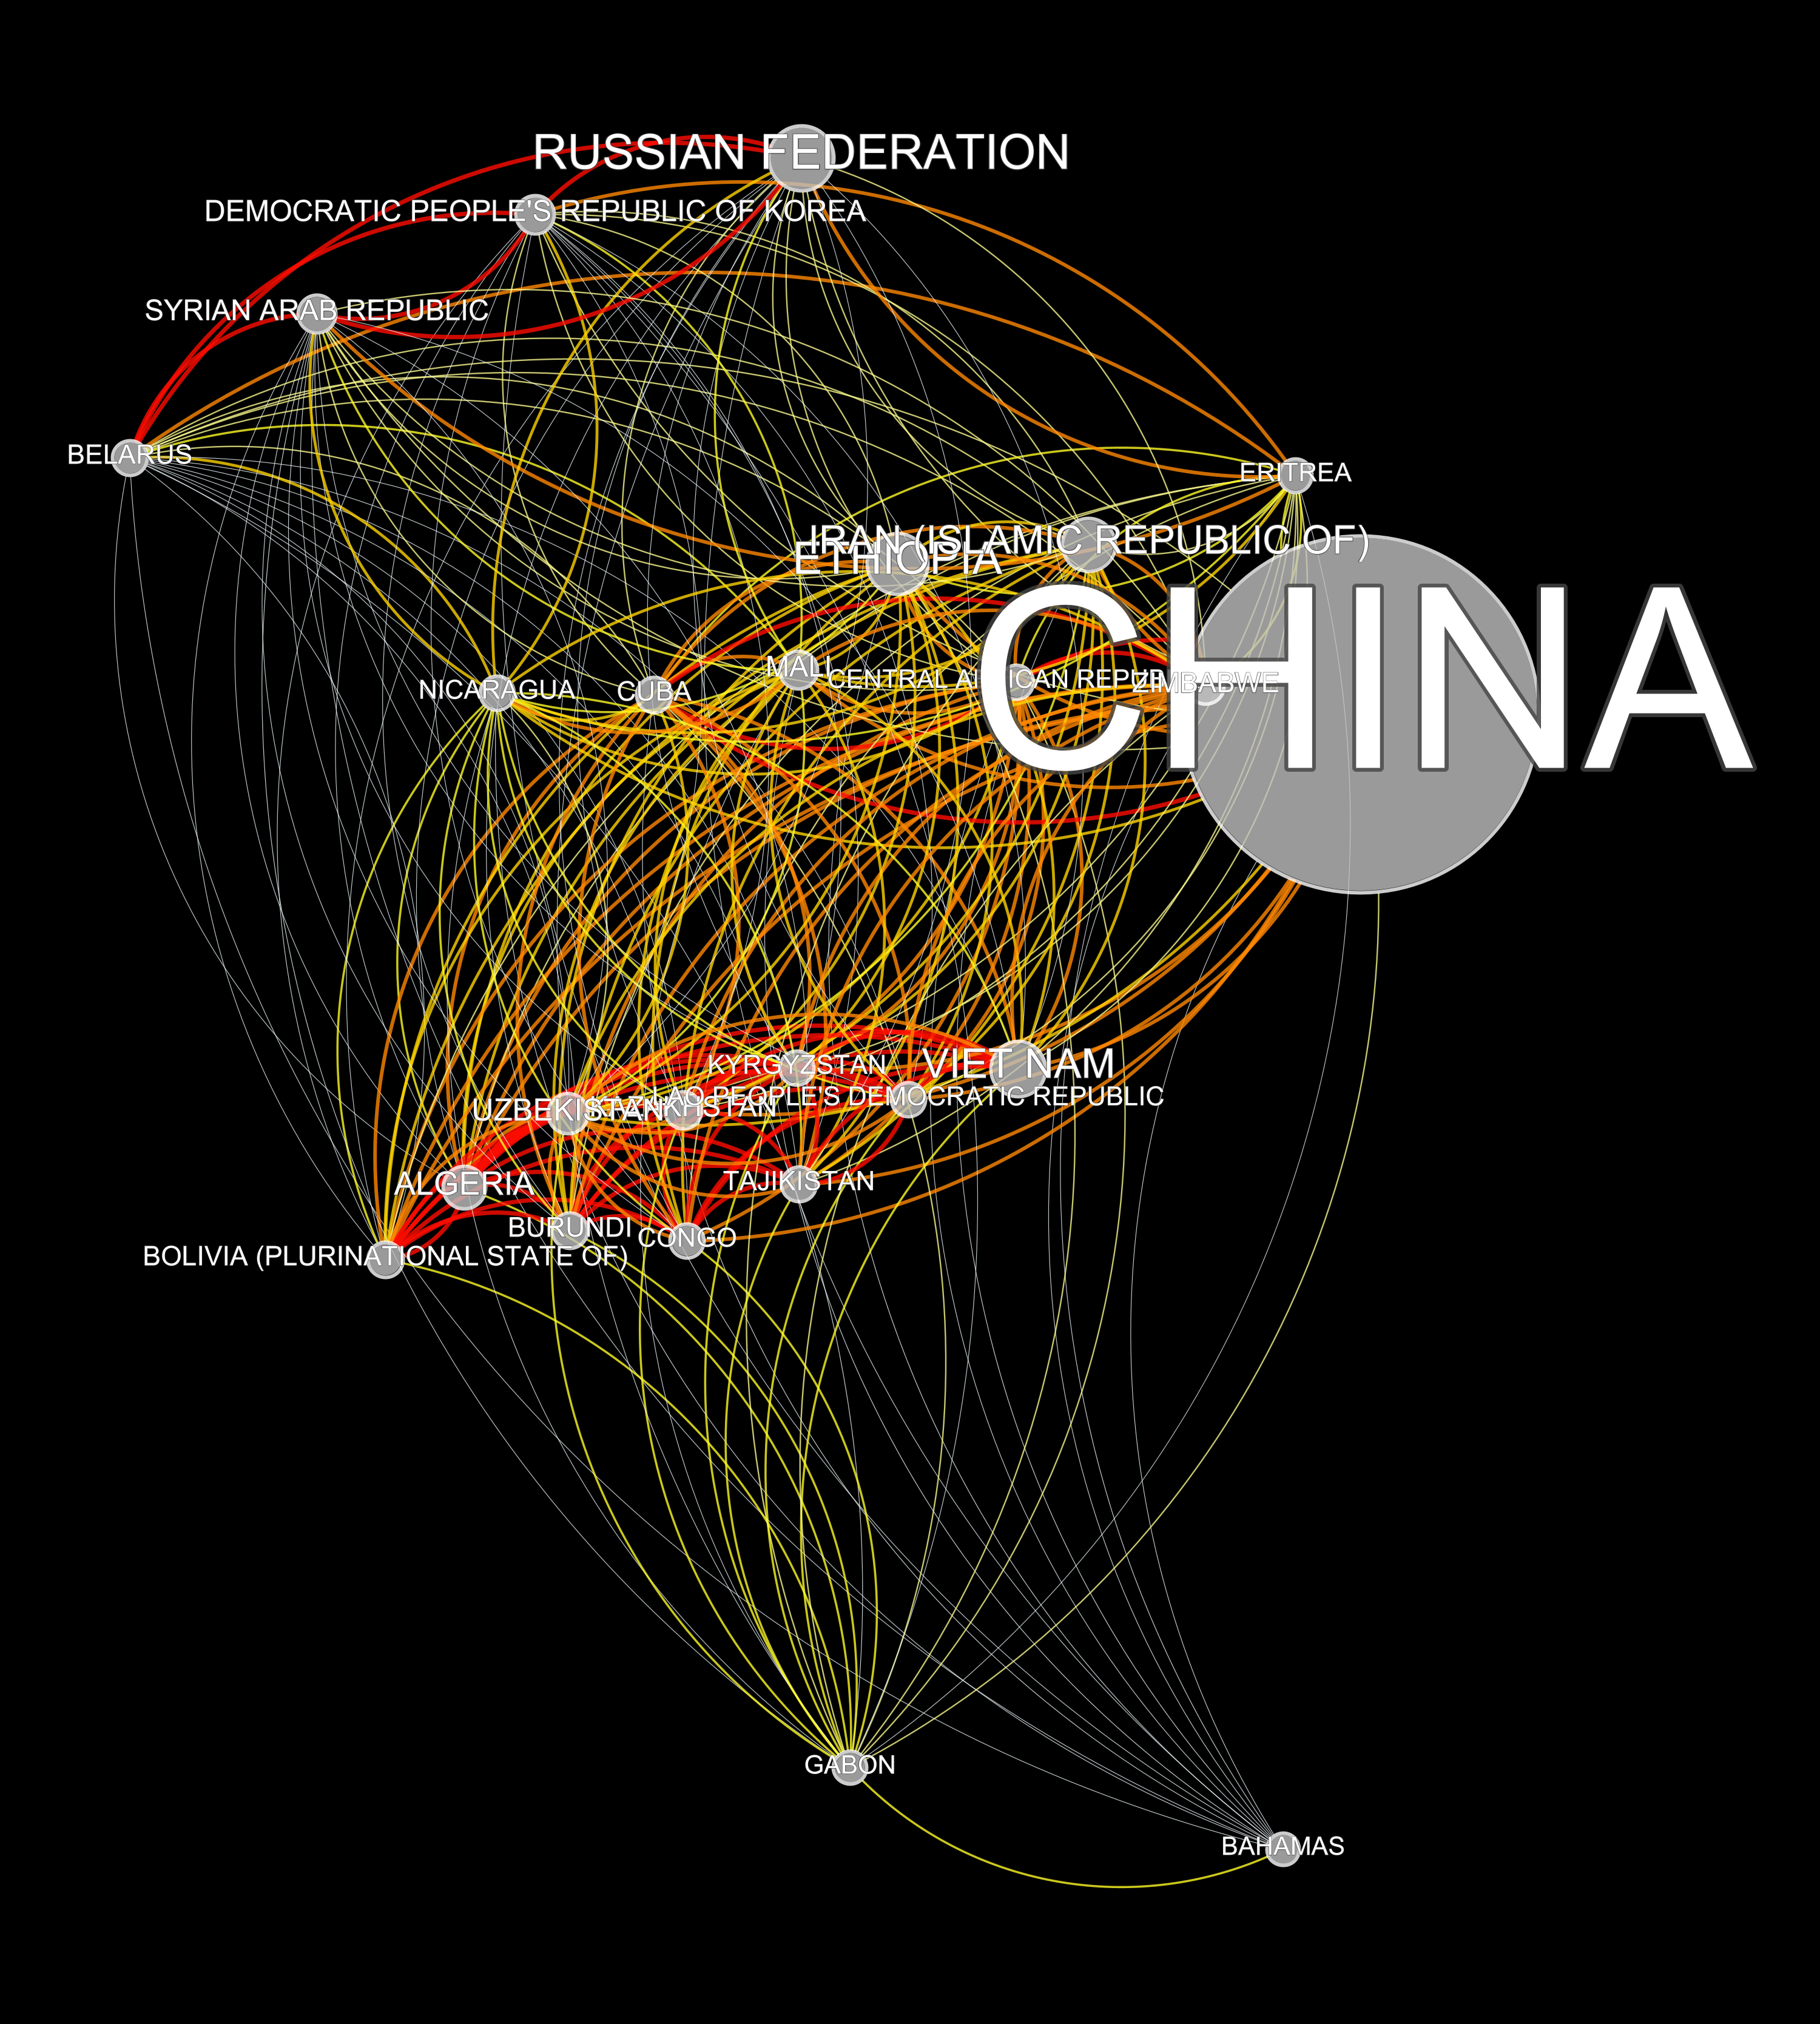 RUSSIAN FEDERATION
DEMOCRATIC PEOPLE'S REPUBLIC OF KOREA
SYRIAN ARAB REPUBLIC
BELARUS
ERITREA
IRAN (ISLAMIC REPUBLIC OF)
ETHIOPIA
CHINA
MALI
CENTRAL AFRICAN REPUB
ZIMBABWE
NICARAGUA
CUBA
KYRGYZSTAN
VIET NAM
LAO PEOPLE'S DEMOCRATIC REPUBLIC
UZBEKISTAN
KAZAKHSTAN
ALGERIA
TAJIKISTAN
BURUNDI
CONGO
BOLIVIA (PLURINATIONAL STATE OF)
GABON
BAHAMAS